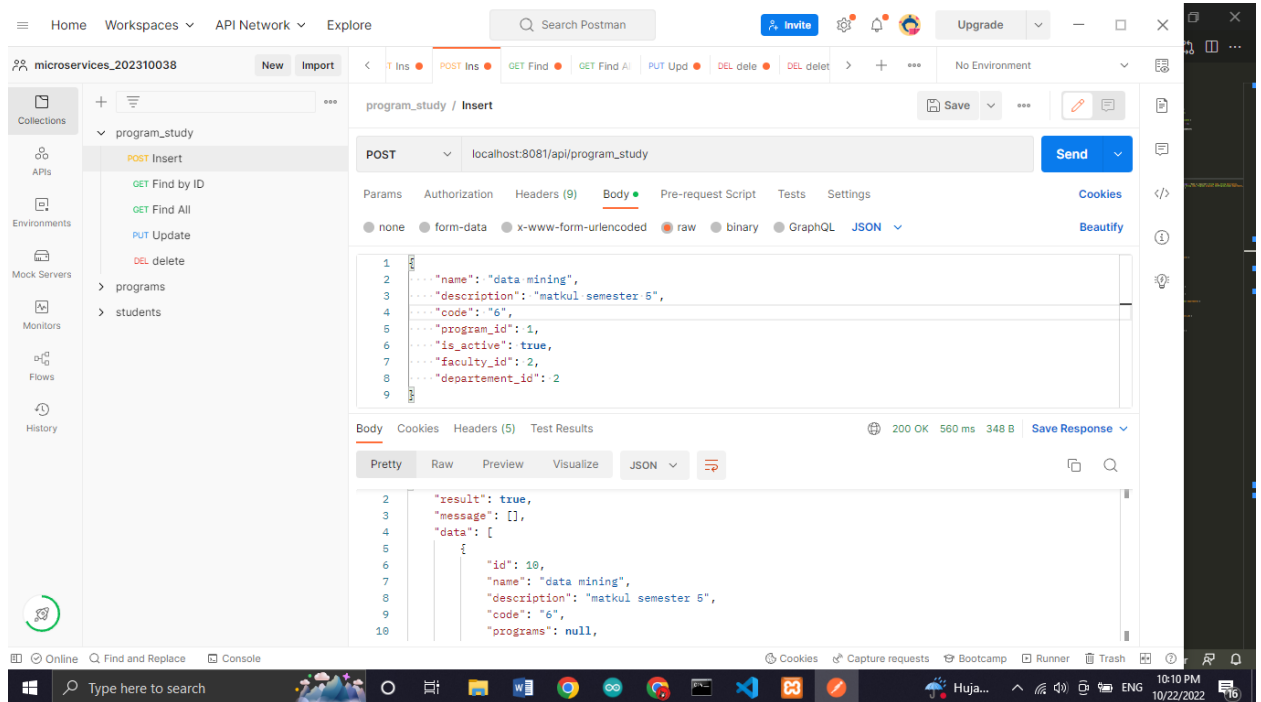 Home Workspaces API Network Explore Search Postman Invite Upgrade
microservices_202310038 New Import T Ins POST Ins GET Find GET Find A PUT Upd DEL dele DEL delet No Environment
Collections
program_study
program_study / Insert Save
POST Insert
POST localhost:8081/api/program_study Send
APIs
GET Find by ID
Params Authorization Headers (9) Body Pre-request Script Tests Settings Cookies
GET Find All
Environments
none form-data x-www-form-urlencoded raw binary GraphQL JSON Beautify
PUT Update
DEL delete
Mock Servers
programs
students
Monitors
Flows
History
1 {
2 "name": "data mining",
3 "description": "matkul semester 5",
4 "code": "6",
5 "program_id": 1,
6 "is_active": true,
7 "faculty_id": 2,
8 "departement_id": 2
9 }
Body Cookies Headers (5) Test Results 200 OK 560 ms 348 B Save Response
Pretty Raw Preview Visualize JSON
2 "result": true,
3 "message": [],
4 "data": [
5 {
6 "id": 10,
7 "name": "data mining",
8 "description": "matkul semester 5",
9 "code": "6",
10 "programs": null,
Online Find and Replace Console Cookies Capture requests Bootcamp Runner Trash
Type here to search Huja... ENG 10:10 PM
10/22/2022 16